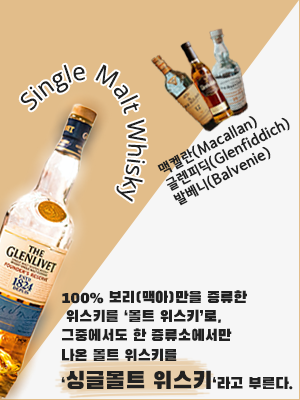 Single Malt Whisky
맥켈란(Macallan)
글렌피딕(Glenfiddich)
발베니(Balvenie)
THE
GLENLIVET
FOUNDER'S RESERVE
1824
100% 보리(맥아)만을 증류한
위스키를 '몰트 위스키'로,
그중에서도 한 증류소에서만
나온 몰트 위스키를
'싱글몰트 위스키'라고 부른다.